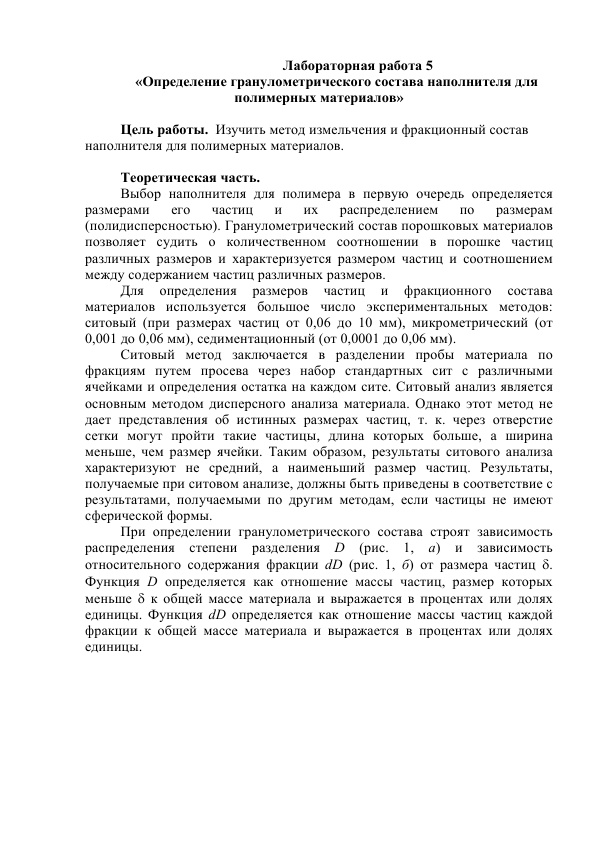 Лабораторная работа 5
«Определение гранулометрического состава наполнителя для
полимерных материалов»
Цель работы. Изучить метод измельчения и фракционный состав
наполнителя для полимерных материалов.
Теоретическая часть.
Выбор наполнителя для полимера в первую очередь определяется
размерами его частиц и их распределением по размерам
(полидисперсностью). Гранулометрический состав порошковых материалов
позволяет судить о количественном соотношении в порошке частиц
различных размеров и характеризуется размером частиц и соотношением
между содержанием частиц различных размеров.
Для определения размеров частиц и фракционного состава
материалов используется большое число экспериментальных методов:
ситовый (при размерах частиц от 0,06 до 10 мм), микрометрический (от
0,001 до 0,06 мм), седиментационный (от 0,0001 до 0,06 мм).
Ситовый метод заключается в разделении пробы материала по
фракциям путем просева через набор стандартных сит с различными
ячейками и определения остатка на каждом сите. Ситовый анализ является
основным методом дисперсного анализа материала. Однако этот метод не
дает представления об истинных размерах частиц, т. к. через отверстие
сетки могут пройти такие частицы, длина которых больше, а ширина
меньше, чем размер ячейки. Таким образом, результаты ситового анализа
характеризуют не средний, а наименьший размер частиц. Результаты,
получаемые при ситовом анализе, должны быть приведены в соответствие с
результатами, получаемыми по другим методам, если частицы не имеют
сферической формы.
При определении гранулометрического состава строят зависимость
распределения степени разделения D (рис. 1, а) и зависимость
относительного содержания фракции dD (рис. 1, б) от размера частиц δ.
Функция D определяется как отношение массы частиц, размер которых
меньше δ к общей массе материала и выражается в процентах или долях
единицы. Функция dD определяется как отношение массы частиц каждой
фракции к общей массе материала и выражается в процентах или долях
единицы.